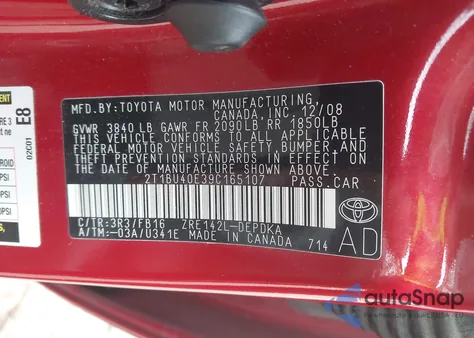 MFD.BY: TOYOTA MOTOR MANUFACTURING
CANADA, INC. 12/08
GVWR 3840 LB GAWR FR 2090LB RR 1850LB
THIS VEHICLE CONFORMS TO ALL APPLICABLE
FEDERAL MOTOR VEHICLE SAFETY, BUMPER, AND
THEFT PREVENTION STANDARDS IN EFFECT ON
THE DATE OF MANUFACTURE SHOWN ABOVE.
2T1BU40E39C165107 PASS.CAR
C/TR:3R3/FB16 ZRE142L-DEPDKA
A/TM:-03A/U341E MADE IN CANADA 714
TOYOTA
AD
E8
02C01
autoSnap